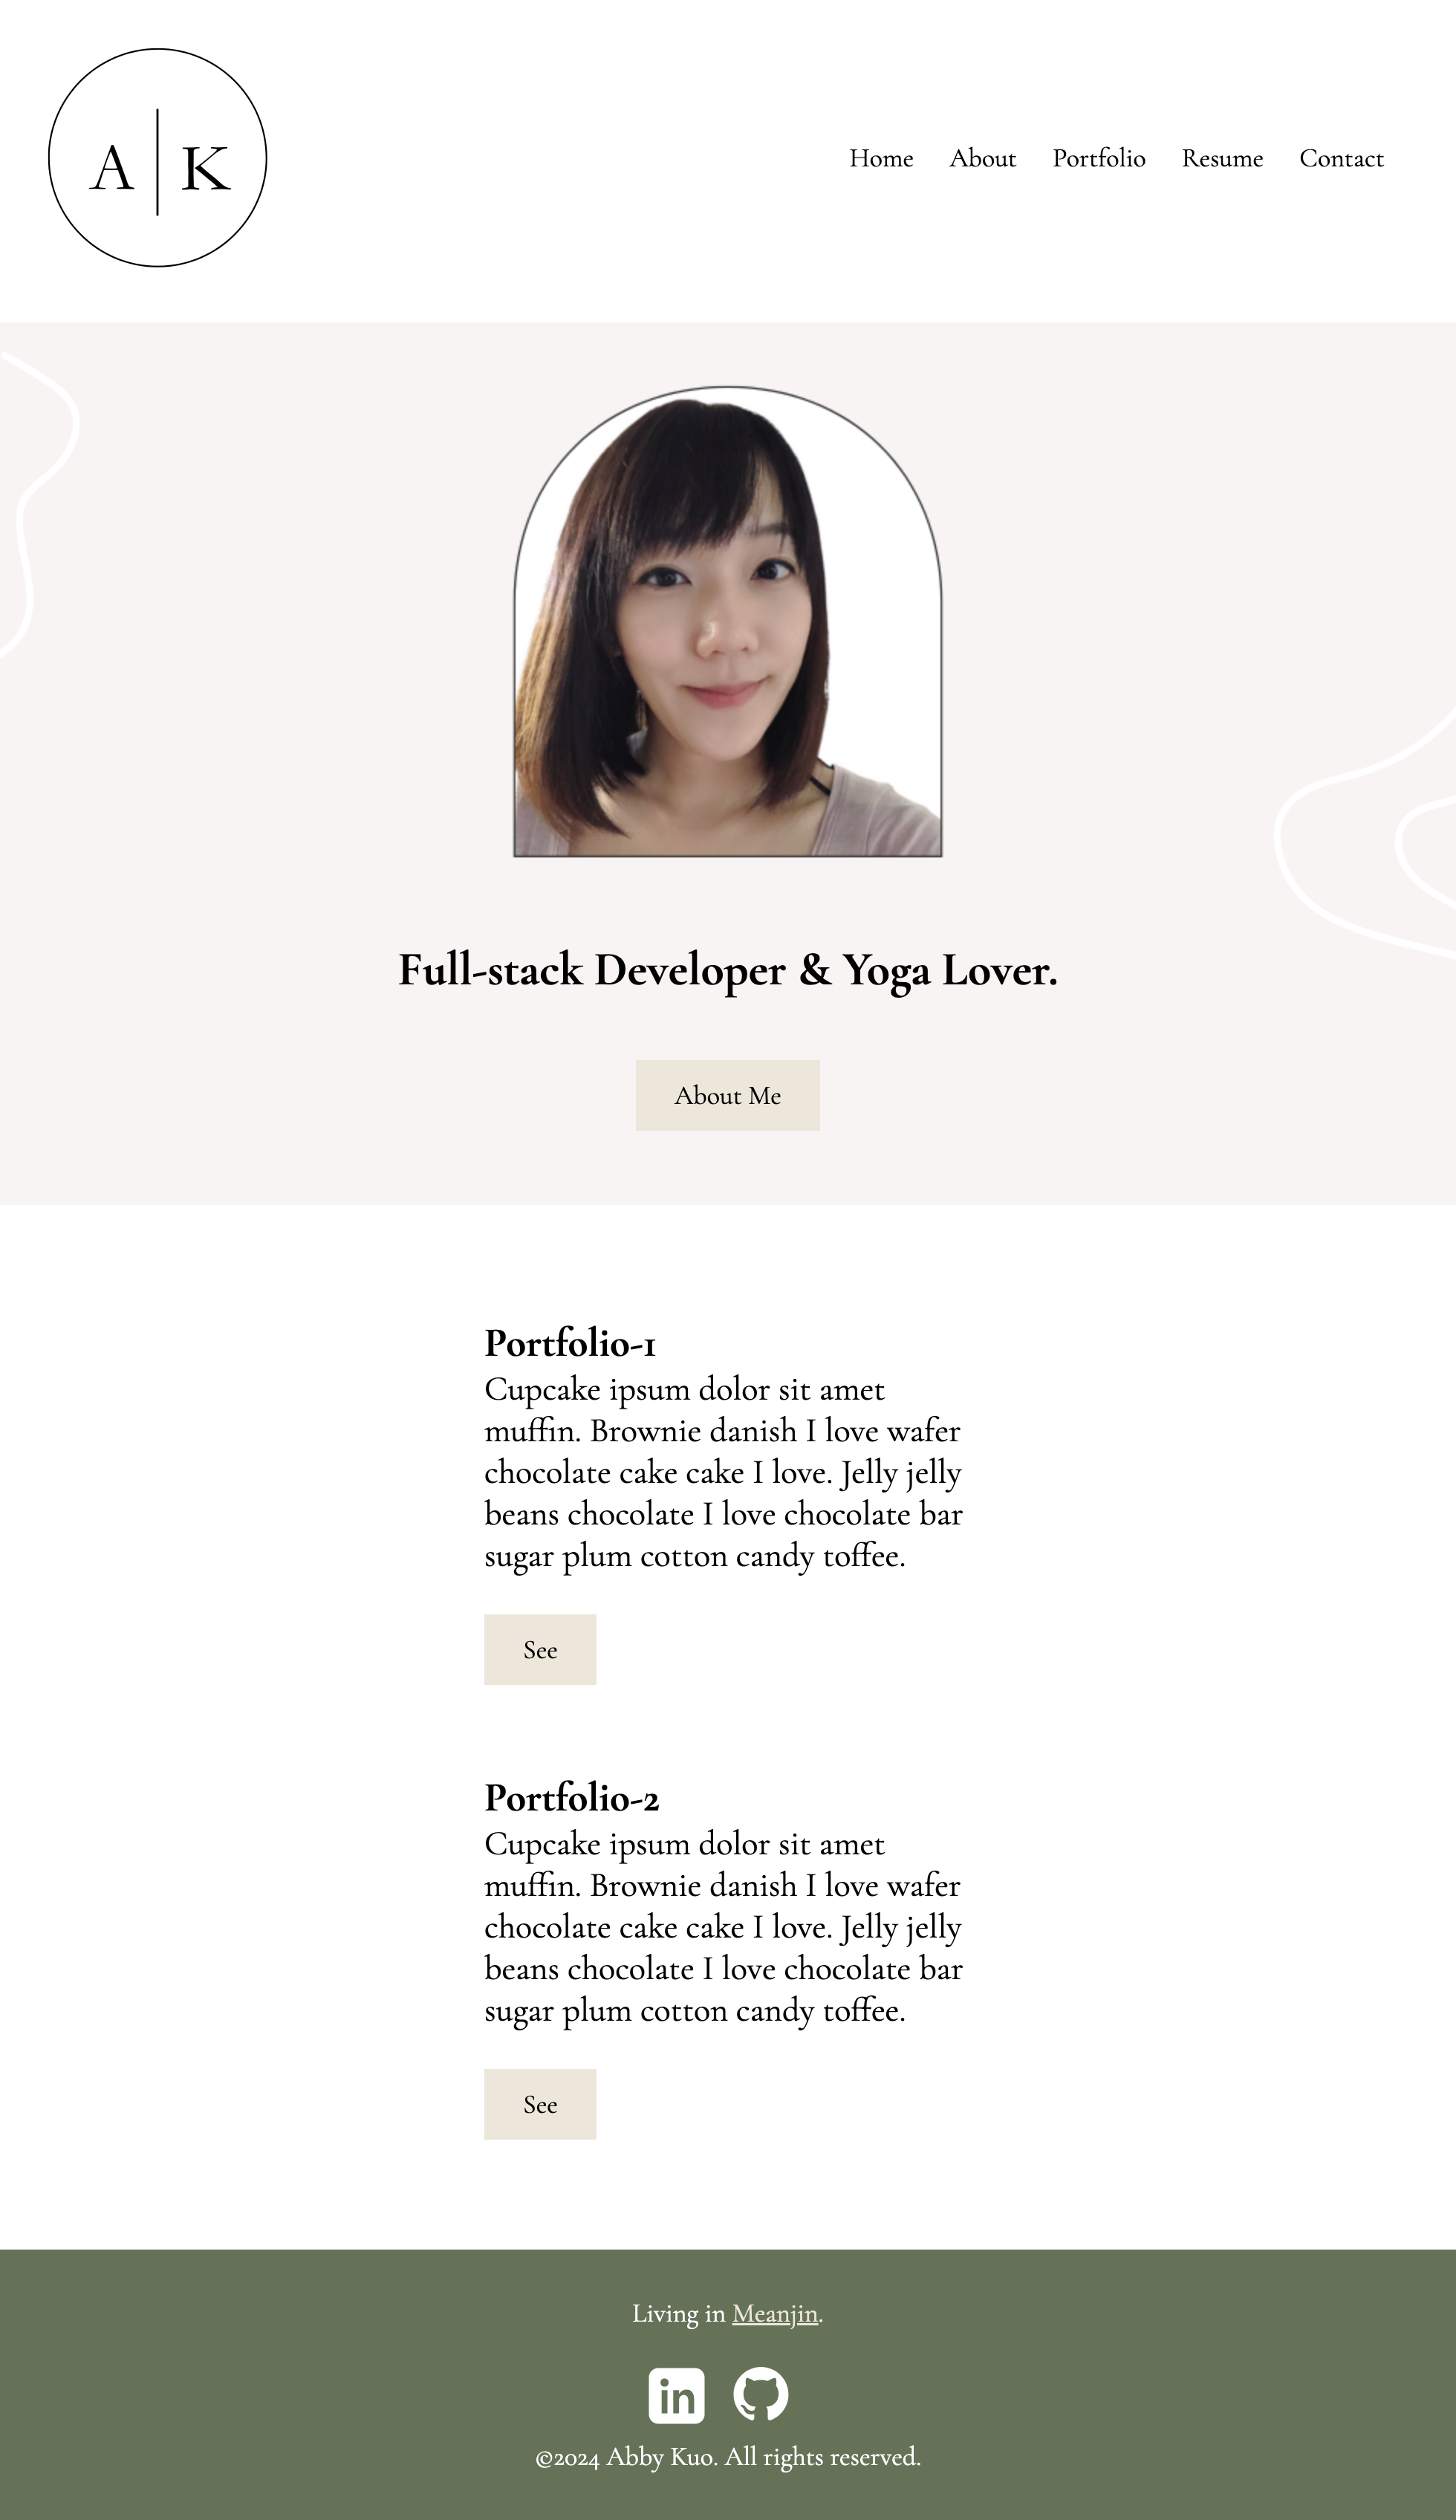 A | K
Home About Portfolio Resume Contact
Full-stack Developer & Yoga Lover.
About Me
Portfolio-1
Cupcake ipsum dolor sit amet
muffin. Brownie danish I love wafer
chocolate cake cake I love. Jelly jelly
beans chocolate I love chocolate bar
sugar plum cotton candy toffee.
See
Portfolio-2
Cupcake ipsum dolor sit amet
muffin. Brownie danish I love wafer
chocolate cake cake I love. Jelly jelly
beans chocolate I love chocolate bar
sugar plum cotton candy toffee.
See
Living in Meanjin.
in
©2024 Abby Kuo. All rights reserved.